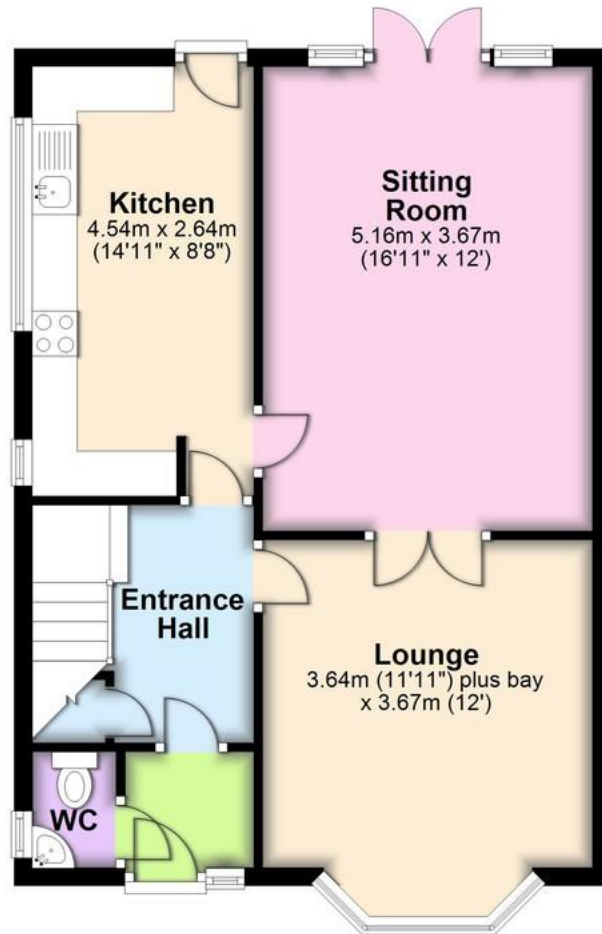 Kitchen
4.54m x 2.64m
(14'11" x 8'8")
Sitting
Room
5.16m x 3.67m
(16'11" x 12')
Entrance
Hall
Lounge
3.64m (11'11") plus bay
x 3.67m (12')
WC